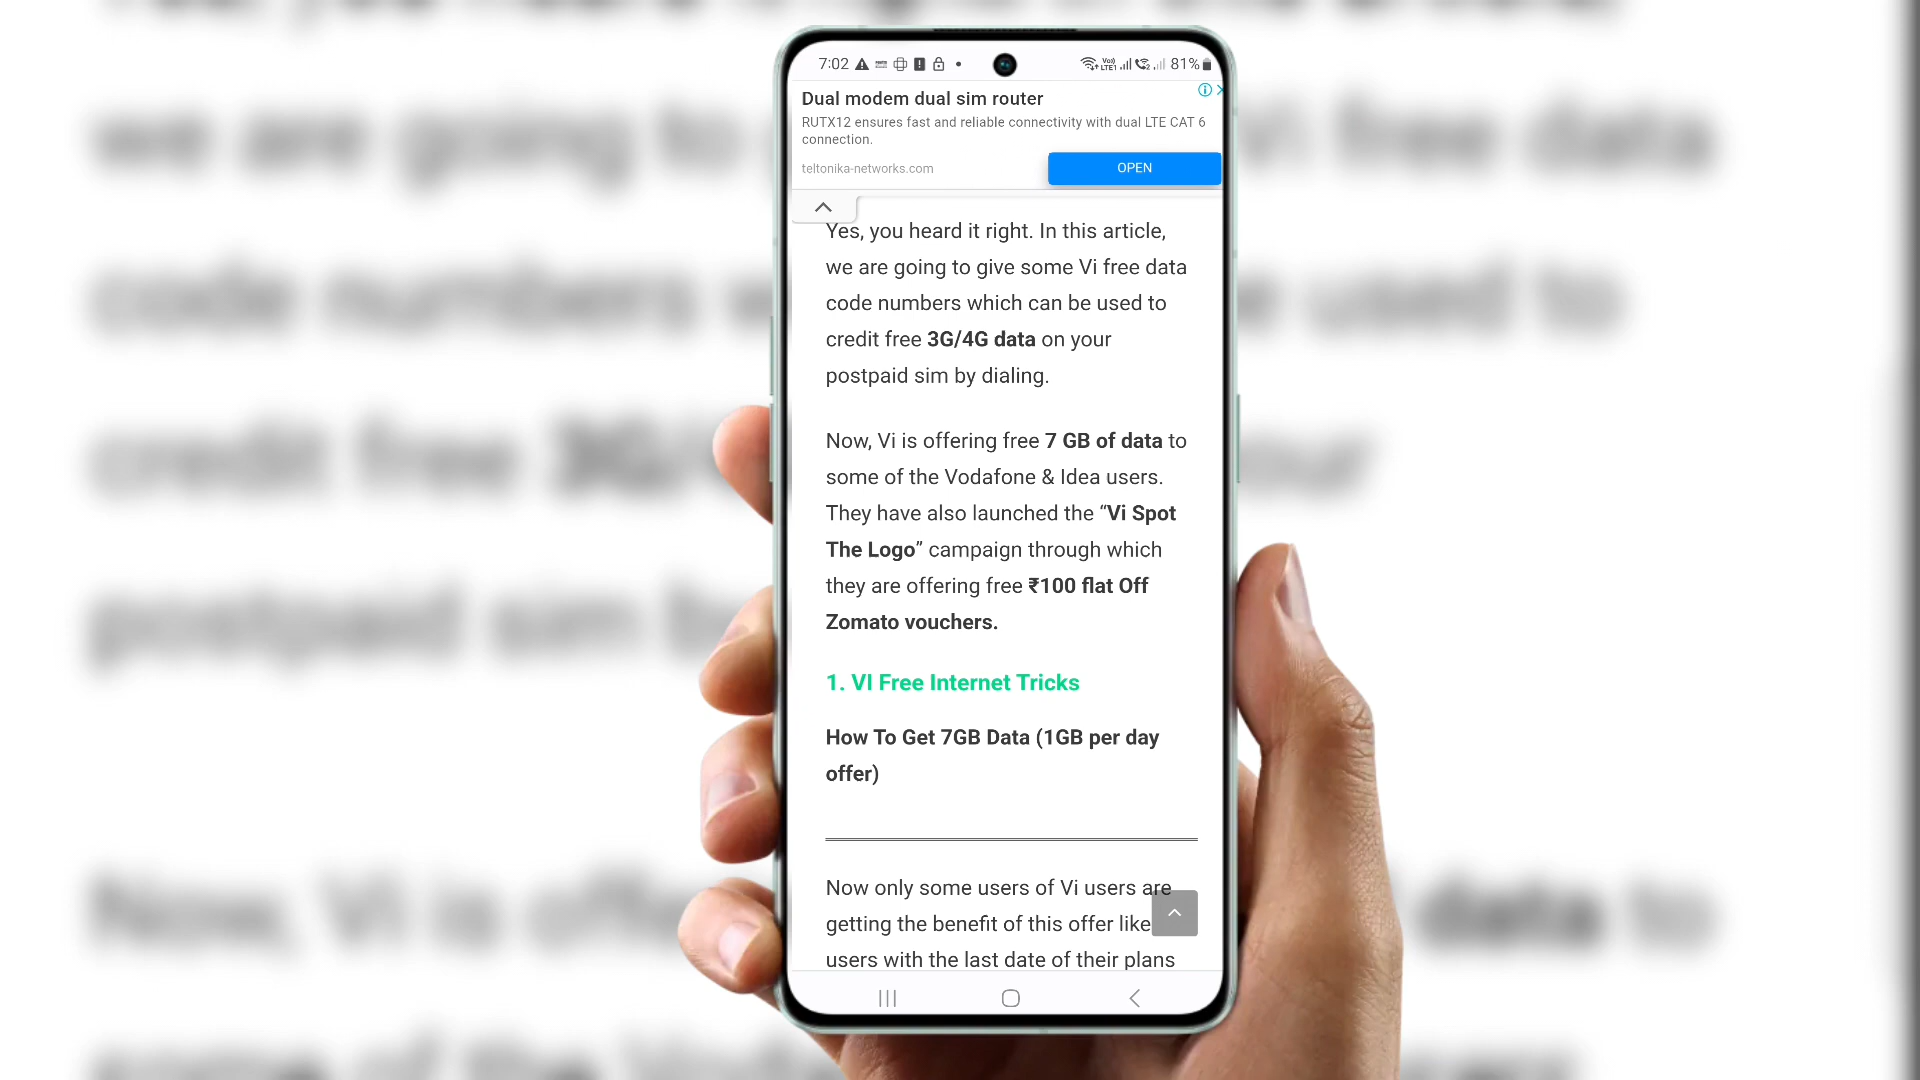 7:02
81%
Dual modem dual sim router
RUTX12 ensures fast and reliable connectivity with dual LTE CAT 6
connection.
teltonika-networks.com
OPEN
Yes, you heard it right. In this article,
we are going to give some Vi free data
code numbers which can be used to
credit free 3G/4G data on your
postpaid sim by dialing.
Now, Vi is offering free 7 GB of data to
some of the Vodafone & Idea users.
They have also launched the “Vi Spot
The Logo” campaign through which
they are offering free ₹100 flat Off
Zomato vouchers.
1. VI Free Internet Tricks
How To Get 7GB Data (1GB per day
offer)
Now only some users of Vi users are
getting the benefit of this offer like
users with the last date of their plans